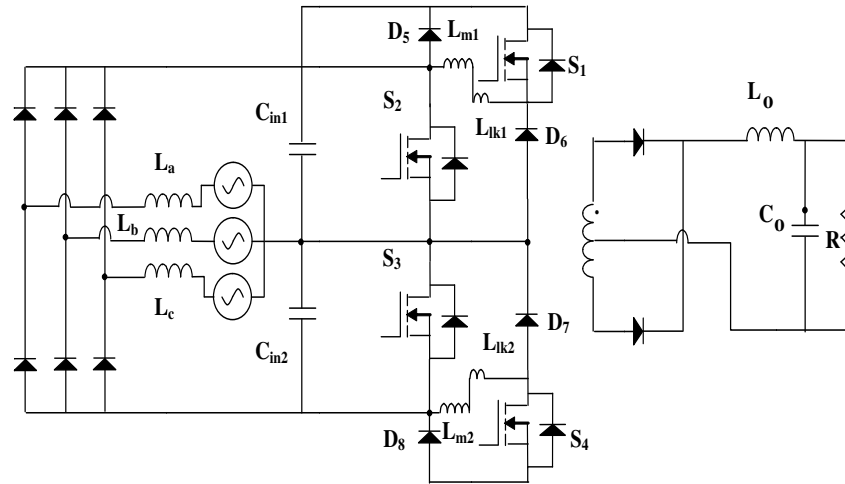 D5
Lm1
S1
Cin1
S2
Llk1
D6
Lo
La
Lb
Co
R
Lc
S3
D7
Cin2
Llk2
D8
Lm2
S4